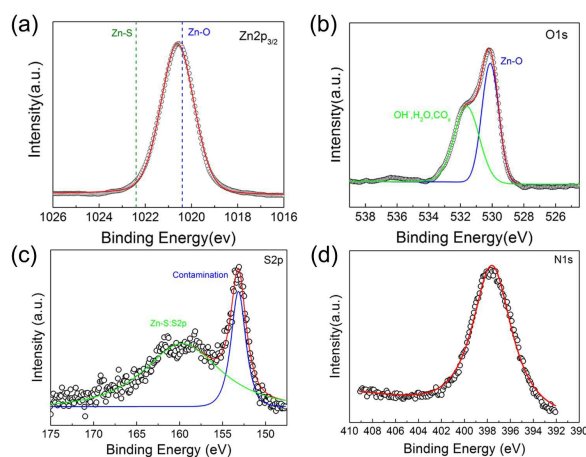 (a)
Zn-S
Zn-O
Zn2p3/2
Intensity(a.u.)
1026 1024 1022 1020 1018 1016
Binding Energy(ev)
(b)
O1s
Zn-O
OH-,H2O,CO2
Intensity(a.u.)
538 536 534 532 530 528 526
Binding Energy(eV)
(c)
S2p
Contamination
Zn-S:S2p
Intensity (a.u.)
175 170 165 160 155 150
Binding Energy (eV)
(d)
N1s
Intensity (a.u.)
410 408 406 404 402 400 398 396 394 392 390
Binding Energy (eV)